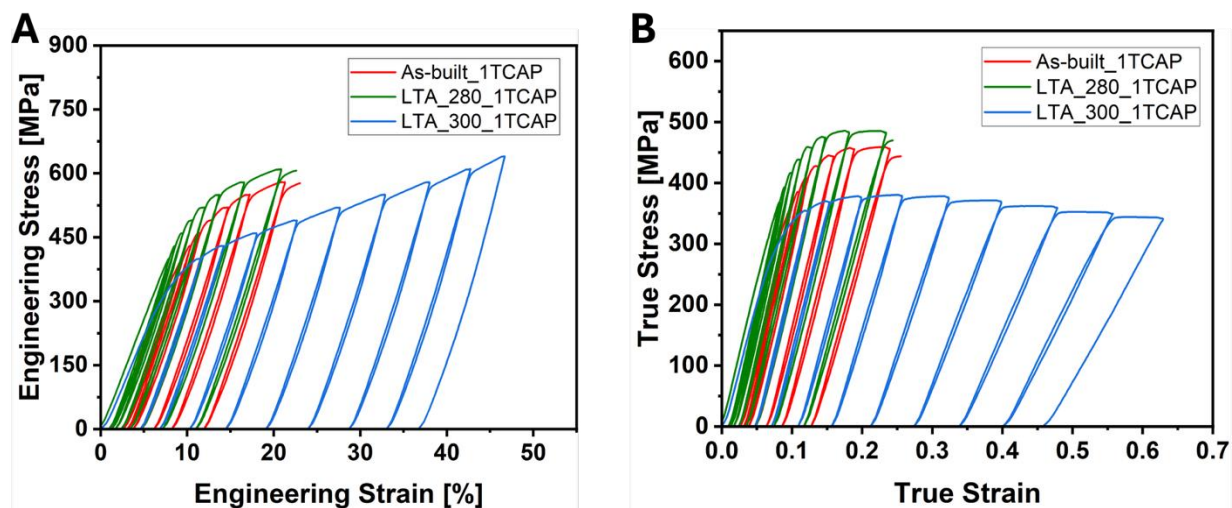 A
Engineering Stress [MPa]
900
750
600
450
300
150
0
As-built_1TCAP
LTA_280_1TCAP
LTA_300_1TCAP
0 10 20 30 40 50
Engineering Strain [%]
B
True Stress [MPa]
600
500
400
300
200
100
0
As-built_1TCAP
LTA_280_1TCAP
LTA_300_1TCAP
0.0 0.1 0.2 0.3 0.4 0.5 0.6 0.7
True Strain